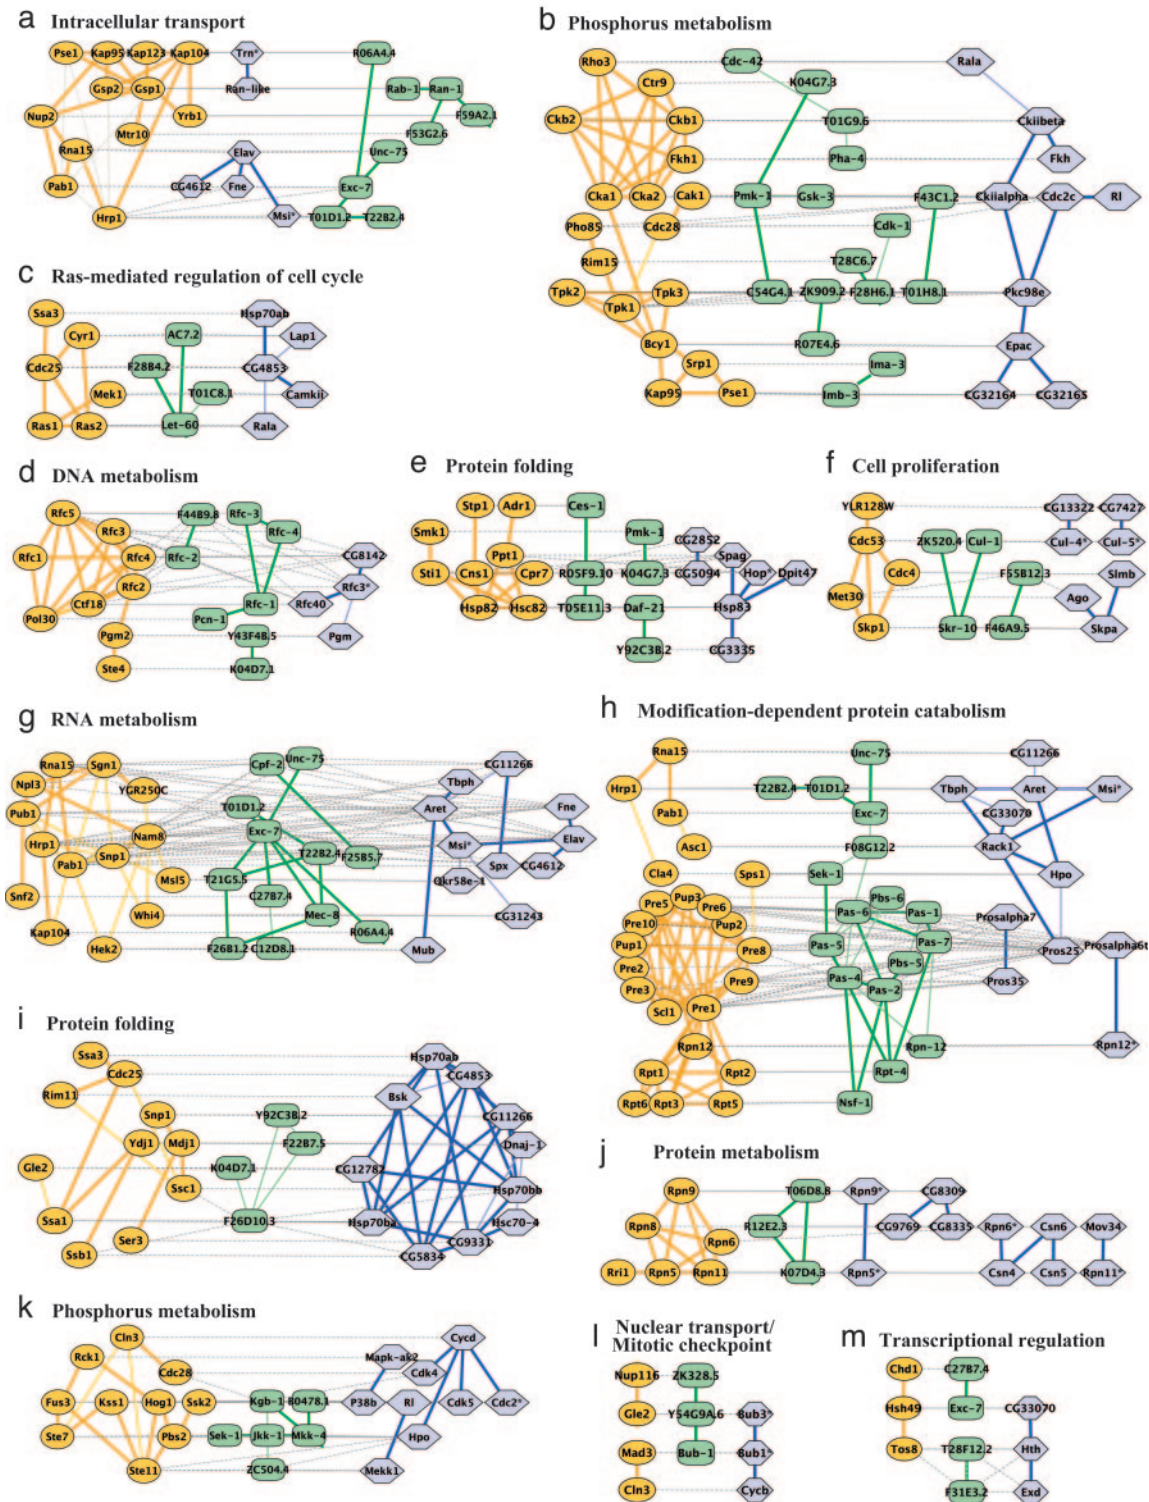 a Intracellular transport
Pse1 Kap95 Kap123 Kap104 Trn* R06A4.4
Gsp2 Gsp1 Ran-like Rab-1 Ran-1
Nup2 Yrb1 F59A2.1
Mtr10 F53G2.6
Rna15 Elav Unc-75
Pab1 CG4612 Fne Exc-7
Hrp1 Msi* T01D1.2 T22B2.4
b Phosphorus metabolism
Rho3 Cdc-42 Rala
Ctr9 K04G7.3
Ckb2 Ckb1 T01G9.6 Ckiibeta
Fkh1 Pha-4 Fkh
Cka1 Cka2 Cak1 Pmk-1 Gsk-3 F43C1.2 Ckiialpha Cdc2c Rl
Pho85 Cdc28 Cdk-1
Rim15 T28C6.7
Tpk2 Tpk3 C54G4.1 ZK909.2 F28H6.1 T01H8.1 Pkc98e
Tpk1
Bcy1 R07E4.6 Epac
Srp1 Ima-3
Kap95 Pse1 Imb-3 CG32164 CG32165
c Ras-mediated regulation of cell cycle
Ssa3 Hsp70ab
Cyr1 AC7.2 Lap1
Cdc25 F28B4.2 CG4853
Mek1 T01C8.1 Camkii
Ras1 Ras2 Let-60 Rala
d DNA metabolism
Rfc5 F44B9.8 Rfc-3
Rfc3 Rfc-4
Rfc1 Rfc4 Rfc-2 CG8142
Rfc2 Rfc3*
Ctf18 Rfc-1 Rfc40
Pol30 Pcn-1
Pgm2 Y43F4B.5 Pgm
Ste4 K04D7.1
e Protein folding
Stp1 Adr1 Ces-1
Smk1 Pmk-1 CG2852
Ppt1 Spag
Sti1 Cns1 Cpr7 R05F9.10 K04G7.3 CG5094 Hop* Dpit47
Hsp82 Hsc82 T05E11.3 Daf-21 Hsp83
Y92C3B.2 CG3335
f Cell proliferation
YLR128W CG13322 CG7427
Cdc53 ZK520.4 Cul-1 Cul-4* Cul-5*
Cdc4 F55B12.3 Slmb
Met30 Ago
Skp1 Skr-10 F46A9.5 Skpa
g RNA metabolism
Rna15 Sgn1 Cpf-2 Unc-75 CG11266
Npl3 YGR250C Tbph
Pub1 T01D1.2 Aret Fne
Hrp1 Nam8 Exc-7 Msi* Elav
Pab1 Snp1 T22B2.4 F25B5.7 Spx CG4612
Msl5 T21G5.5 Qkr58e-1
Snf2 C27B7.4
Whi4 Mec-8 CG31243
Kap104 R06A4.4
Hek2 F26B1.2 C12D8.1 Mub
h Modification-dependent protein catabolism
Rna15 Unc-75 CG11266
Hrp1 T22B2.4 T01D1.2 Tbph Aret Msi*
Pab1 Exc-7 CG33070
Asc1 F08G12.2 Rack1
Cla4 Sps1 Sek-1 Hpo
Pre5 Pup3 Pre6 Pbs-6
Pre10 Pup2 Pas-6 Pas-1 Prosalpha7
Pup1 Pre8 Pas-5 Pas-7 Pros25 Prosalpha6t
Pre2 Pbs-5
Pre3 Pre9 Pas-4 Pas-2 Pros35
Scl1 Pre1
Rpn12 Rpn-12 Rpn12*
Rpt1 Rpt2 Rpt-4
Rpt6 Rpt3 Rpt5 Nsf-1
i Protein folding
Ssa3 Hsp70ab
Cdc25 CG4853
Rim11 Bsk
Snp1 Y92C3B.2 CG11266
Ydj1 Mdj1 F22B7.5 Dnaj-1
Gle2 K04D7.1 CG12782
Ssc1 Hsp70bb
Ssa1 F26D10.3 Hsp70ba Hsc70-4
Ser3 CG9331
Ssb1 CG5834
j Protein metabolism
Rpn9 T06D8.8 Rpn9* CG8309
Rpn8 R12E2.3 CG9769 CG8335 Rpn6* Csn6 Mov34
Rpn6
Rri1 Rpn5 Rpn11 K07D4.3 Rpn5* Csn4 Csn5 Rpn11*
k Phosphorus metabolism
Cln3 Cycd
Rck1 Mapk-ak2
Cdc28 Cdk4
Fus3 Kss1 Hog1 Ssk2 Kgb-1 B0478.1 P38b Rl Cdk5 Cdc2*
Ste7 Pbs2 Sek-1 Jkk-1 Mkk-4 Hpo
Ste11 ZC504.4 Mekk1
l Nuclear transport/
Mitotic checkpoint
Nup116 ZK328.5
Gle2 Y54G9A.6 Bub3*
Mad3 Bub-1 Bub1*
Cln3 Cycb
m Transcriptional regulation
Chd1 C27B7.4
Hsh49 Exc-7 CG33070
Tos8 T28F12.2 Hth
F31E3.2 Exd